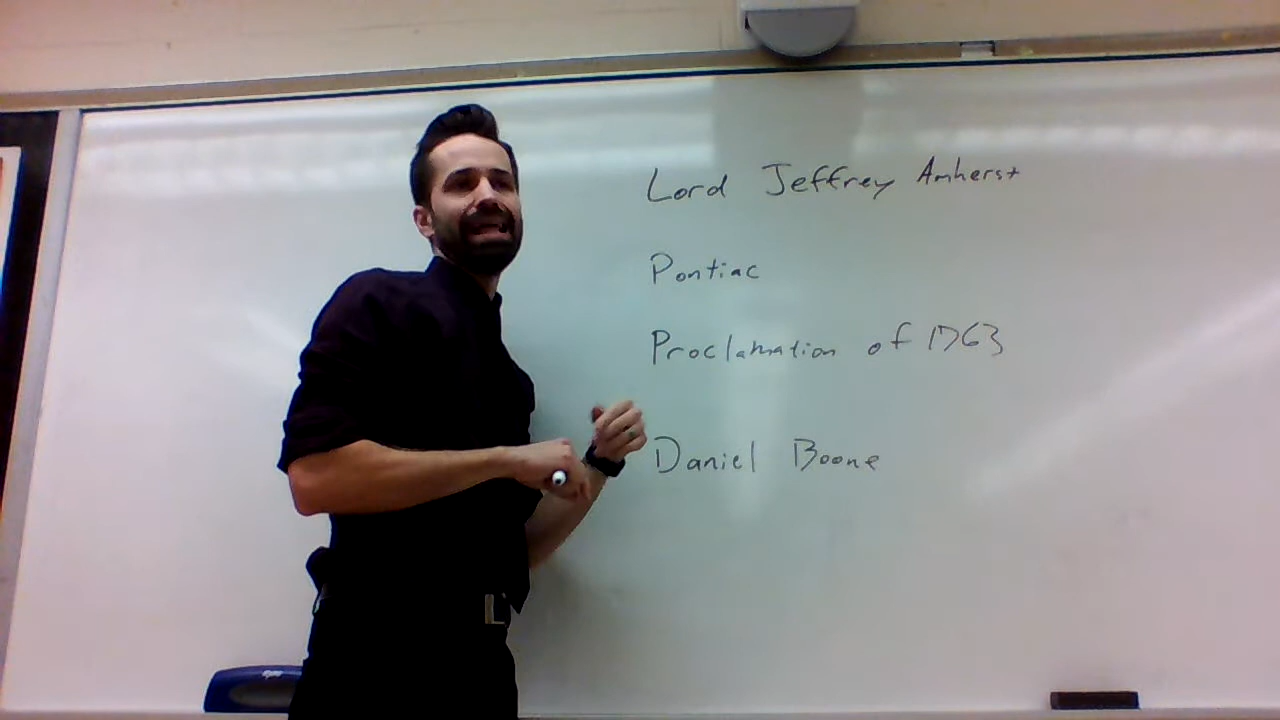 Lord Jeffrey Amherst
Pontiac
Proclamation of 1763
Daniel Boone